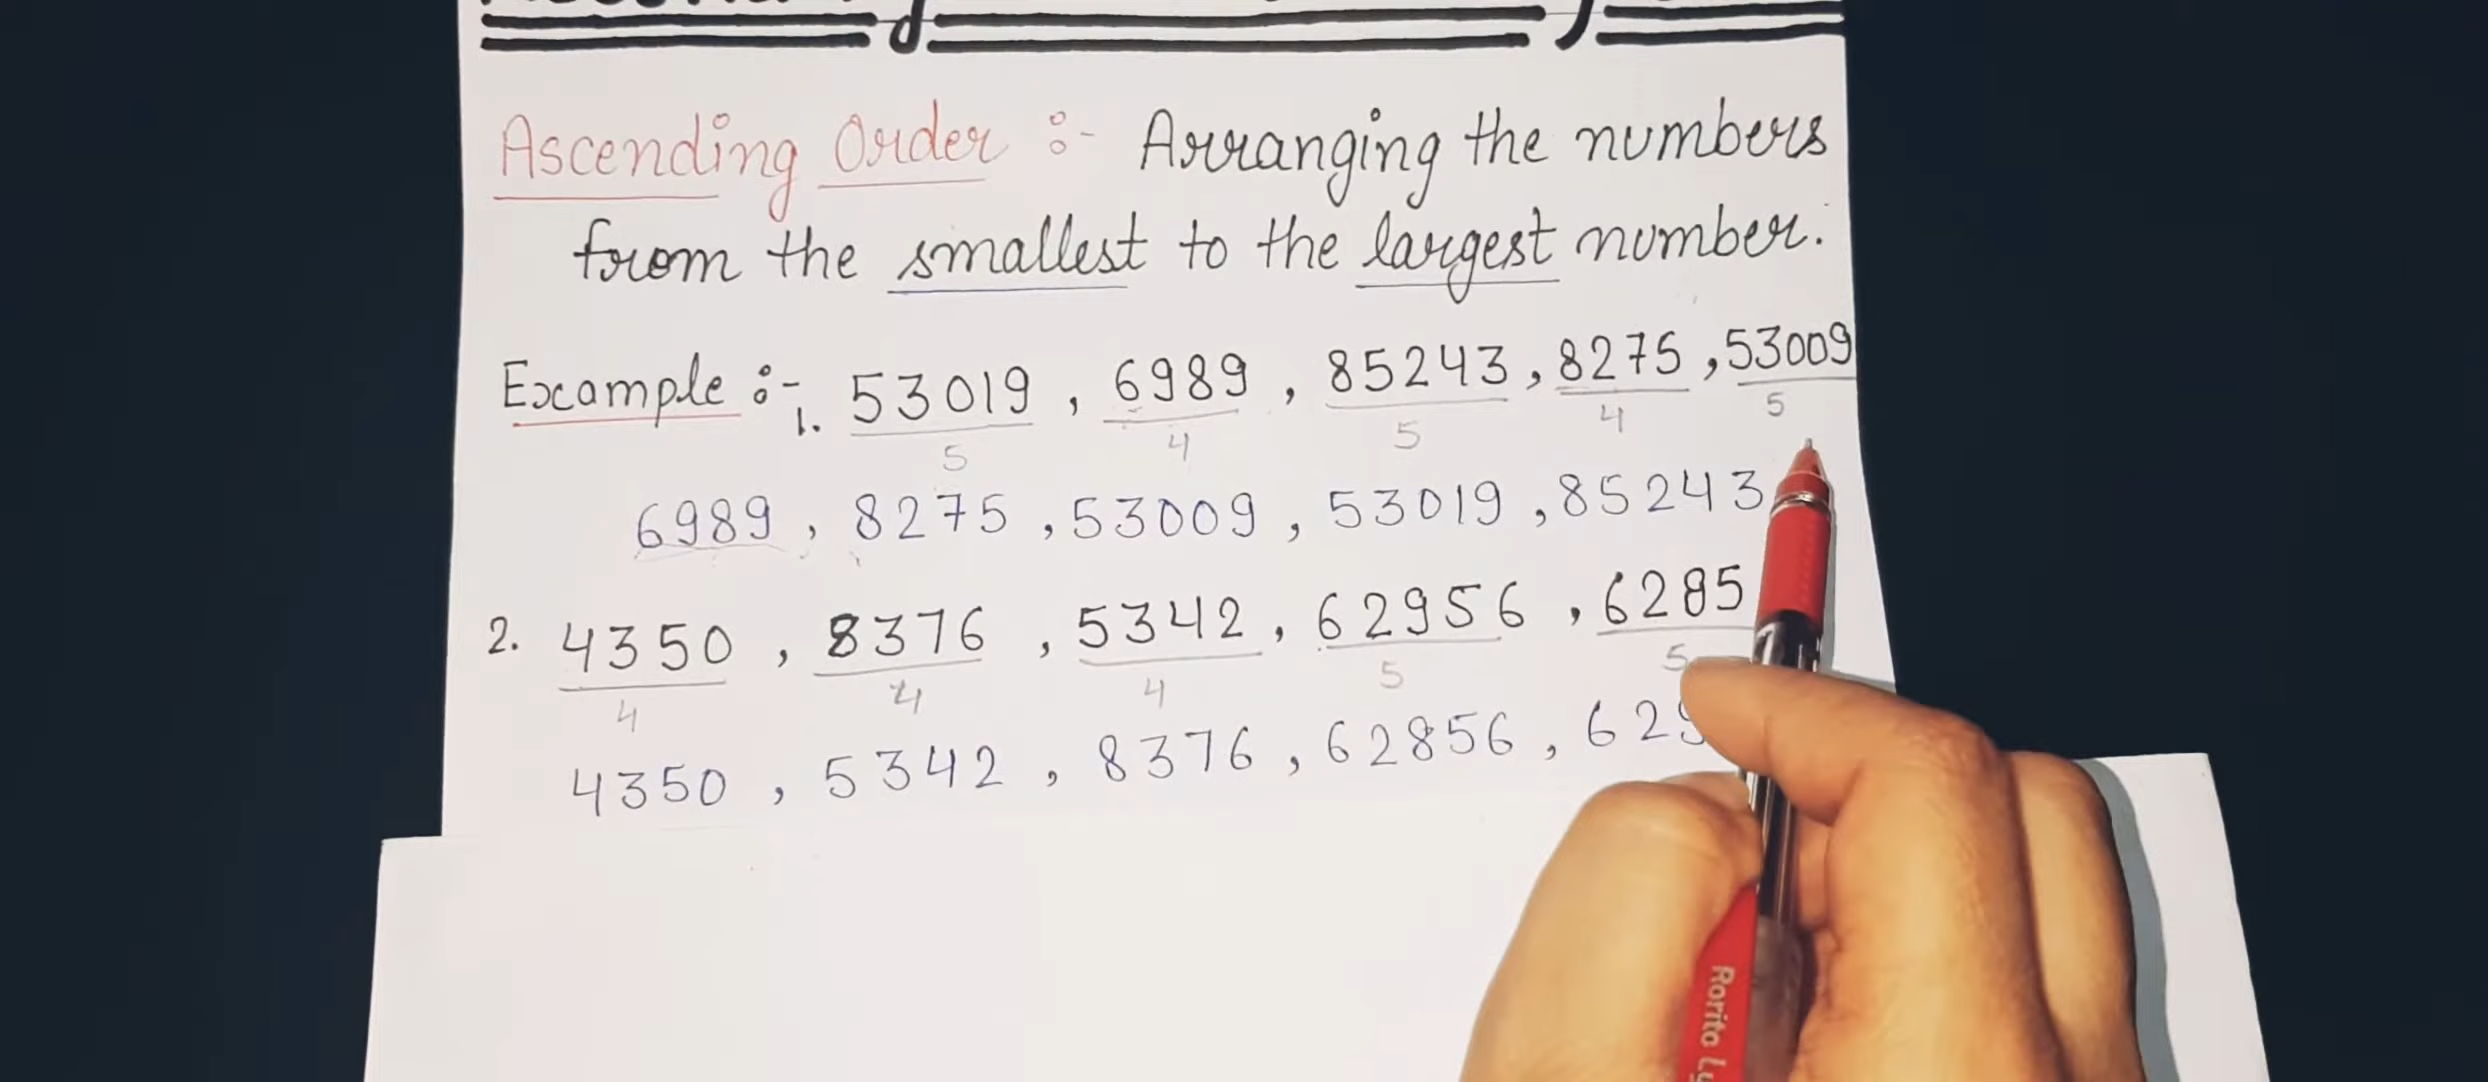 Ascending Order :- Arranging the numbers
from the smallest to the largest number.
Example :- 1. 53019 , 6989 , 85243 , 8275 , 53009
5 4 5 4 5
6989 , 8275 , 53009 , 53019 , 85243
2. 4350 , 8376 , 5342 , 62956 , 6285
4 4 4 5 5
4350 , 5342 , 8376 , 62856 , 62
Rorito